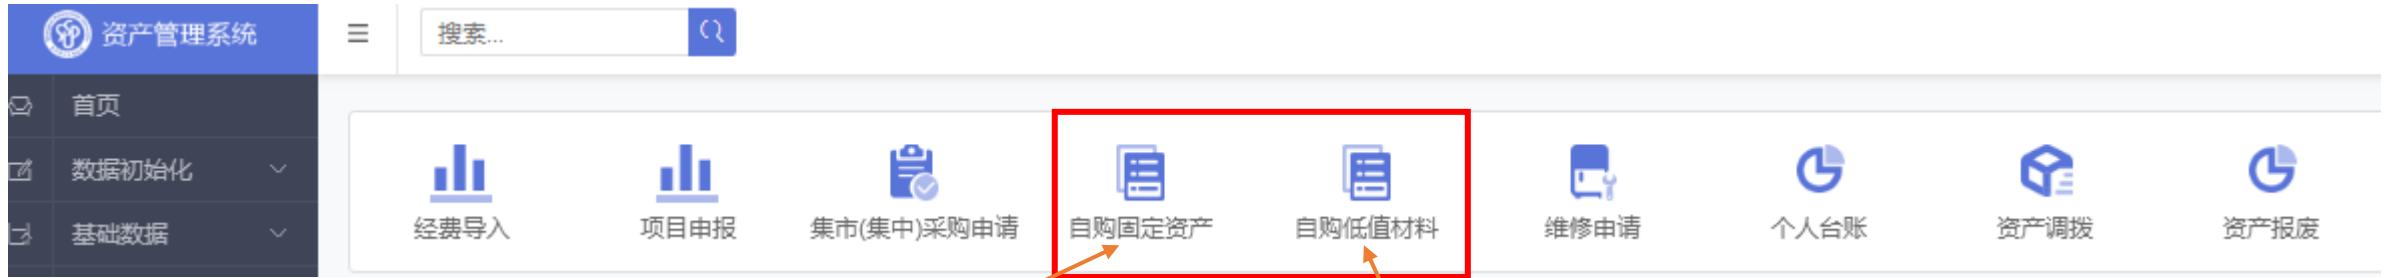 资产管理系统
搜索...
首页
数据初始化
基础数据
经费导入
项目申报
集市(集中)采购申请
自购固定资产
自购低值材料
维修申请
个人台账
资产调拨
资产报废